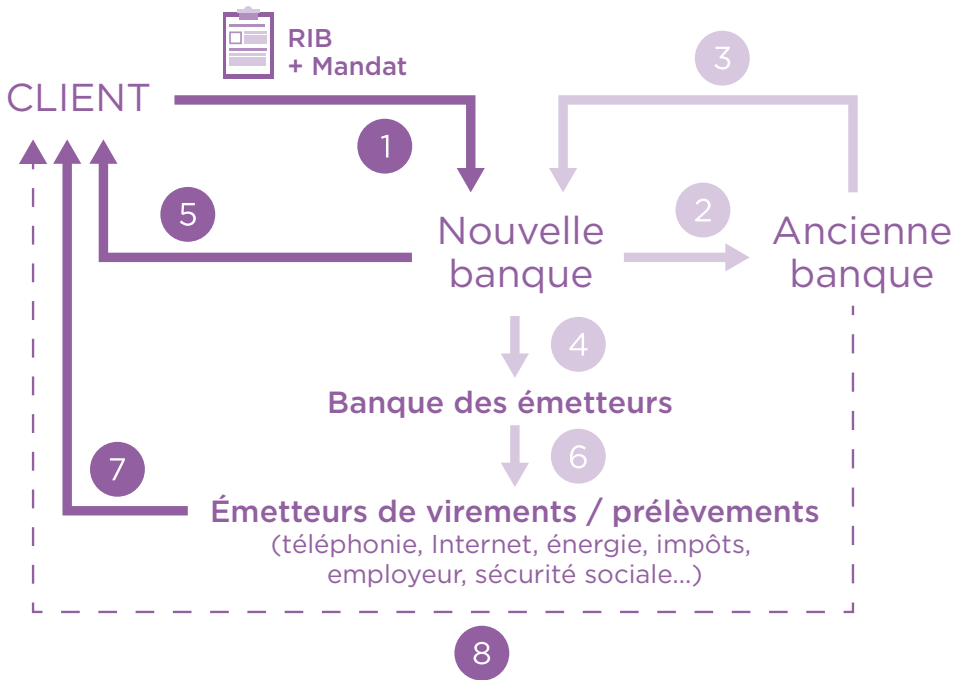 RIB
+ Mandat
3
CLIENT
1
5
2
Nouvelle
banque
Ancienne
banque
4
Banque des émetteurs
6
7
Émetteurs de virements / prélèvements
(téléphonie, Internet, énergie, impôts,
employeur, sécurité sociale...)
8